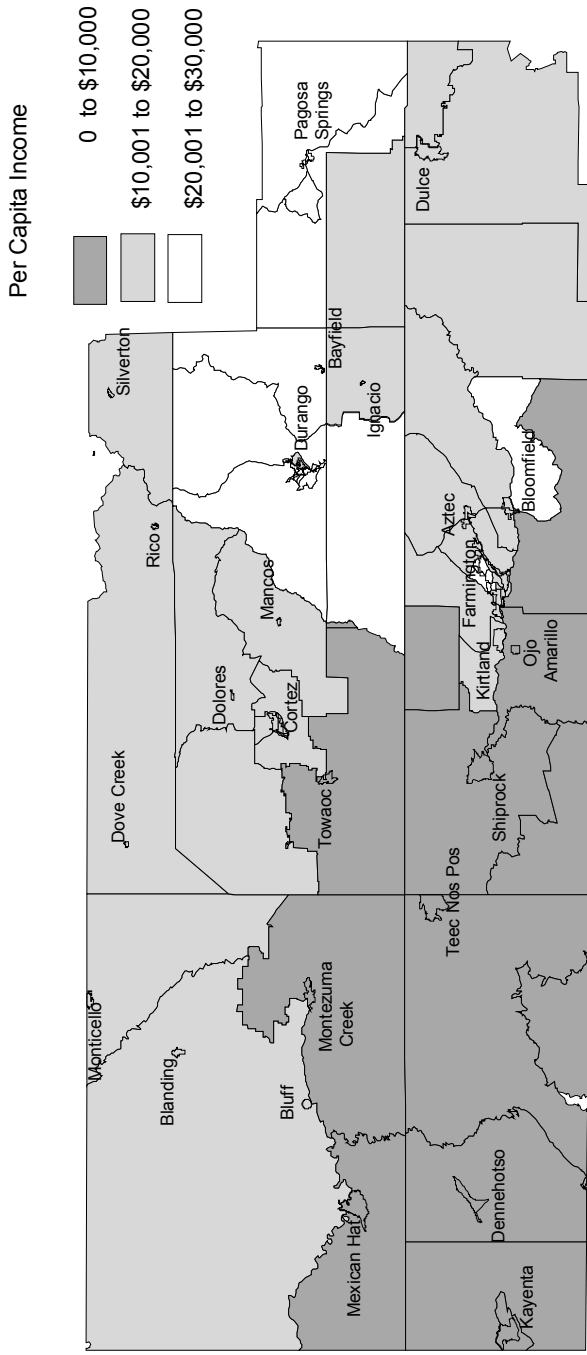 Per Capita Income
0 to $10,000
$10,001 to $20,000
$20,001 to $30,000
Monticello
Dove Creek
Silverton
Rico
Blanding
Dolores
Mancos
Durango
Pagosa
Springs
Bayfield
Cortez
Ignacio
Towaoc
Bluff
Montezuma
Creek
Mexican Hat
Dulce
Aztec
Farmington
Bloomfield
Kirtland
Ojo
Amarillo
Shiprock
Teec Nos Pos
Dennehotso
Kayenta